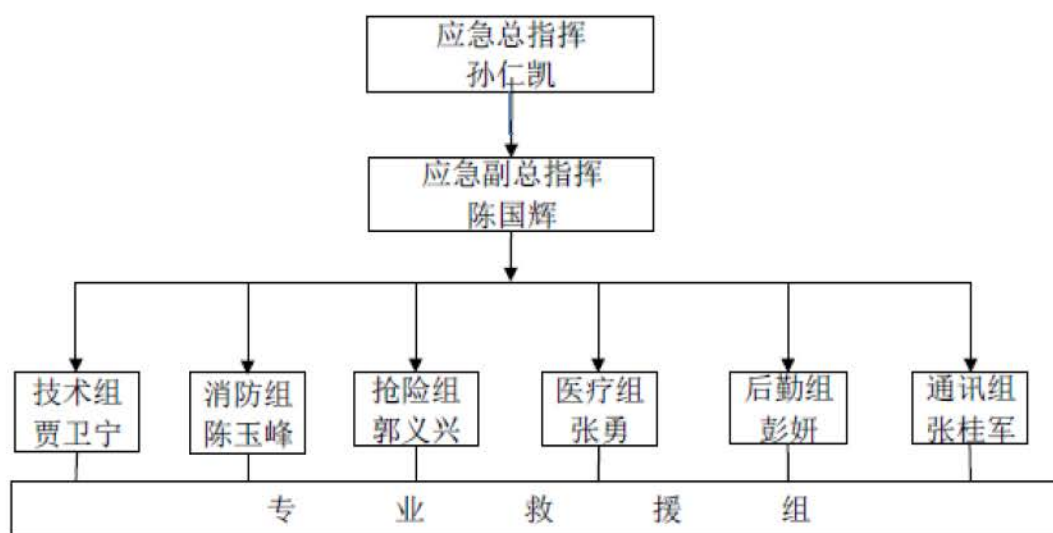 应急总指挥
孙仁凯
应急副总指挥
陈国辉
技术组
贾卫宁
消防组
陈玉峰
抢险组
郭义兴
医疗组
张勇
后勤组
彭妍
通讯组
张桂军
专业救援组